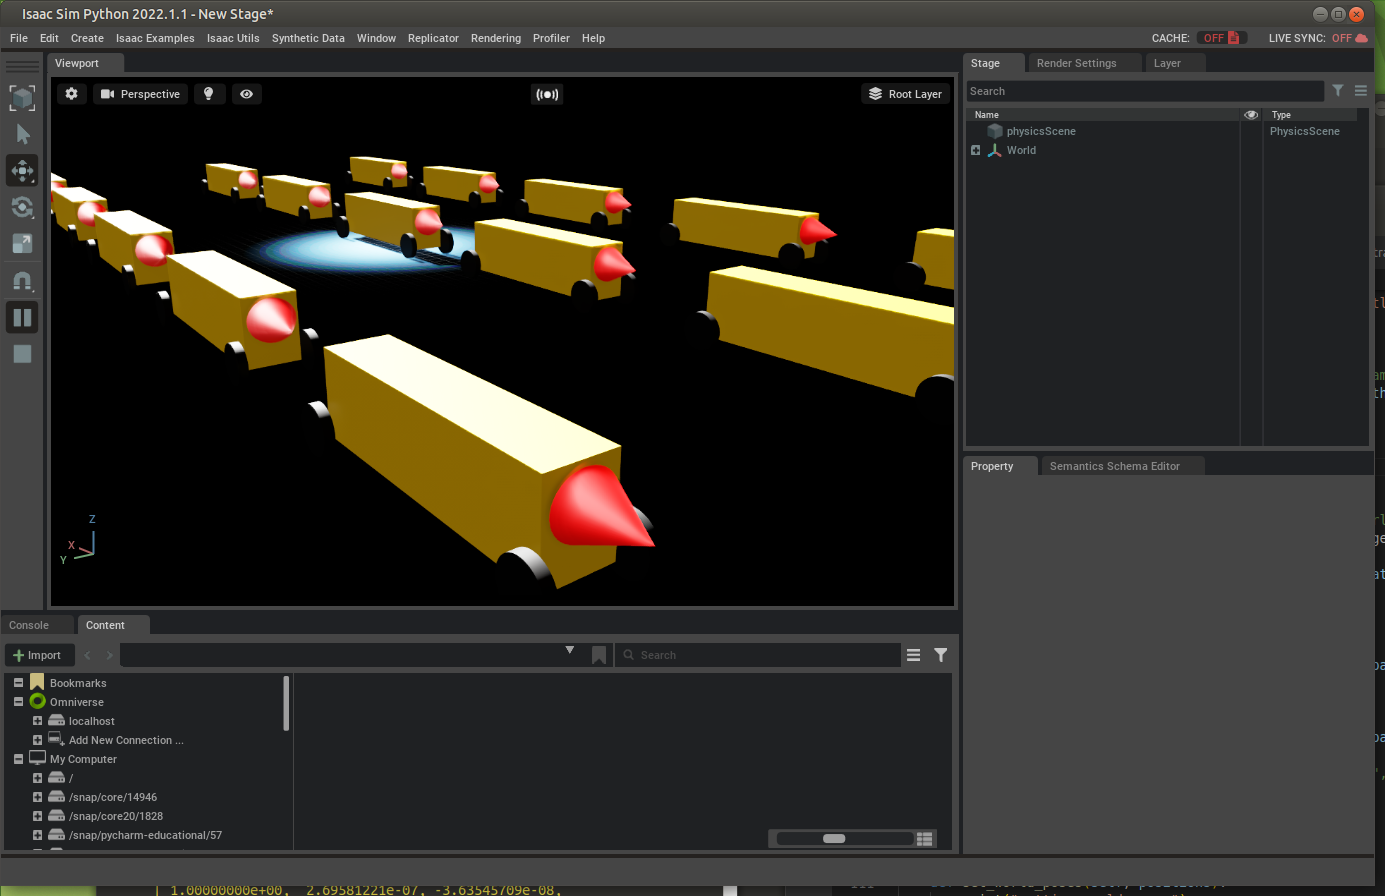 Isaac Sim Python 2022.1.1 - New Stage*
File Edit Create Isaac Examples Isaac Utils Synthetic Data Window Replicator Rendering Profiler Help CACHE: OFF LIVE SYNC: OFF
Viewport
Perspective
Root Layer
Z
X
Y
Stage Render Settings Layer
Search
Name Type
physicsScene PhysicsScene
World
Property Semantics Schema Editor
Console Content
Import Search
Bookmarks
Omniverse
localhost
Add New Connection ...
My Computer
/
/snap/core/14946
/snap/core20/1828
/snap/pycharm-educational/57
1.00000000e+00, 2.69581221e-07, -3.63545709e-08,